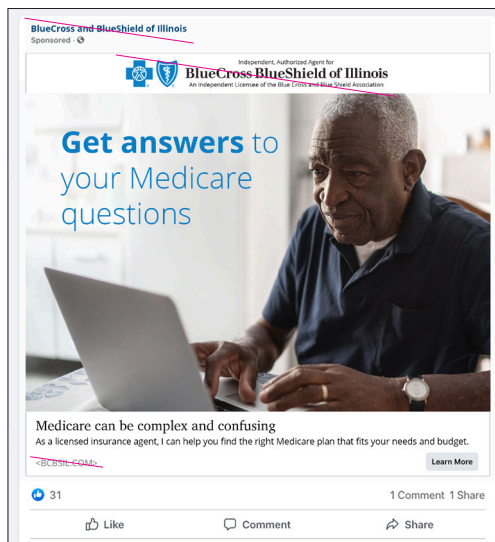 BlueCross and BlueShield of Illinois
Sponsored ·
Independent, Authorized Agent for
BlueCross BlueShield of Illinois
An Independent Licensee of the Blue Cross and Blue Shield Association
Get answers to
your Medicare
questions
Medicare can be complex and confusing
As a licensed insurance agent, I can help you find the right Medicare plan that fits your needs and budget.
<BCBSIL.COM>
Learn More
31
1 Comment 1 Share
Like
Comment
Share